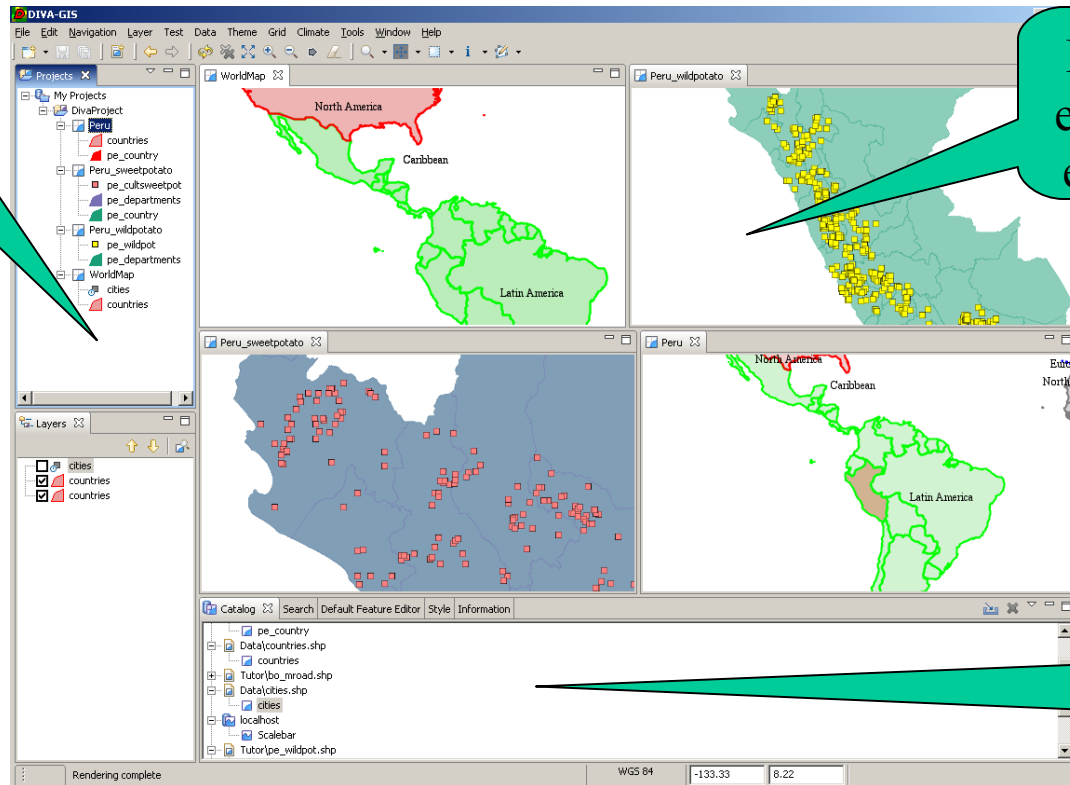 DIVA-GIS
File Edit Navigation Layer Test Data Theme Grid Climate Tools Window Help
Projects
My Projects
DivaProject
Peru
countries
pe_country
Peru_sweetpotato
pe_cultsweetpot
pe_departments
pe_country
Peru_wildpotato
pe_wildpot
pe_departments
WorldMap
cities
countries
Layers
cities
countries
countries
WorldMap
North America
Caribbean
Latin America
Peru_wildpotato
Peru_sweetpotato
Peru
North America
Caribbean
Latin America
North
Catalog Search Default Feature Editor Style Information
pe_country
Data\countries.shp
countries
Tutor\bo_mroad.shp
Data\cities.shp
cities
localhost
Scalebar
Tutor\pe_wildpot.shp
Rendering complete
WGS 84
-133.33
8.22